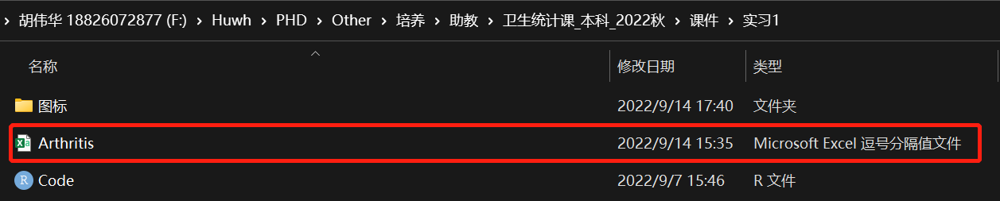 胡伟华 18826072877 (F:) > Huwh > PHD > Other > 培养 > 助教 > 卫生统计课_本科_2022秋 > 课件 > 实习1
名称 修改日期 类型
图标 2022/9/14 17:40 文件夹
Arthritis 2022/9/14 15:35 Microsoft Excel 逗号分隔值文件
Code 2022/9/7 15:46 R 文件